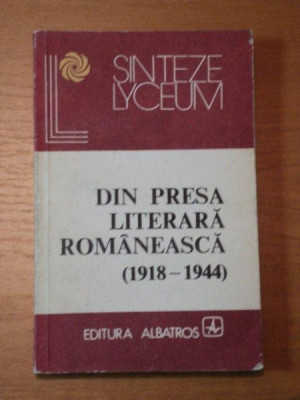 SINTEZE
LYCEUM
DIN PRESA
LITERARĂ
ROMÂNEASCĂ
(1918 – 1944)
EDITURA ALBATROS